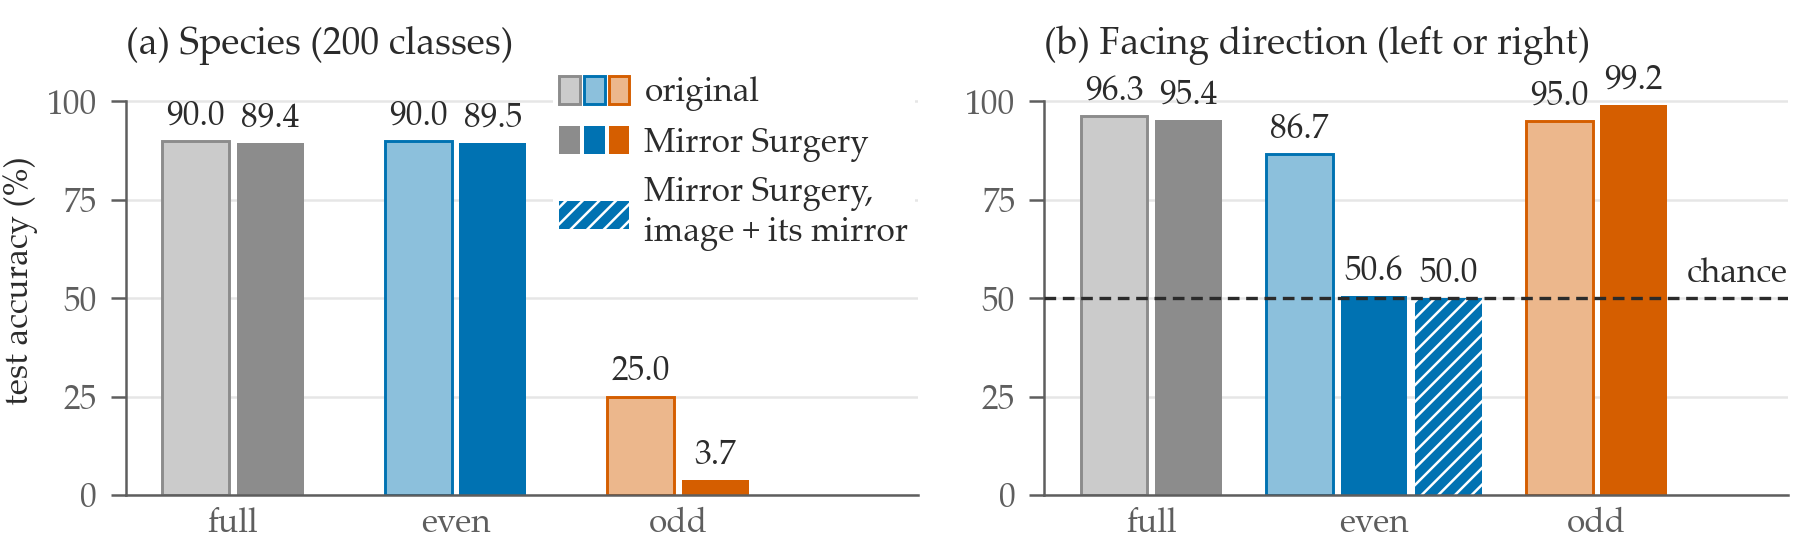 (a) Species (200 classes)
original
Mirror Surgery
Mirror Surgery,
image + its mirror
test accuracy (%)
100
75
50
25
0
90.0 89.4
90.0 89.5
25.0
3.7
full even odd
(b) Facing direction (left or right)
100
75
50
25
0
96.3 95.4
86.7
50.6 50.0
95.0 99.2
chance
full even odd